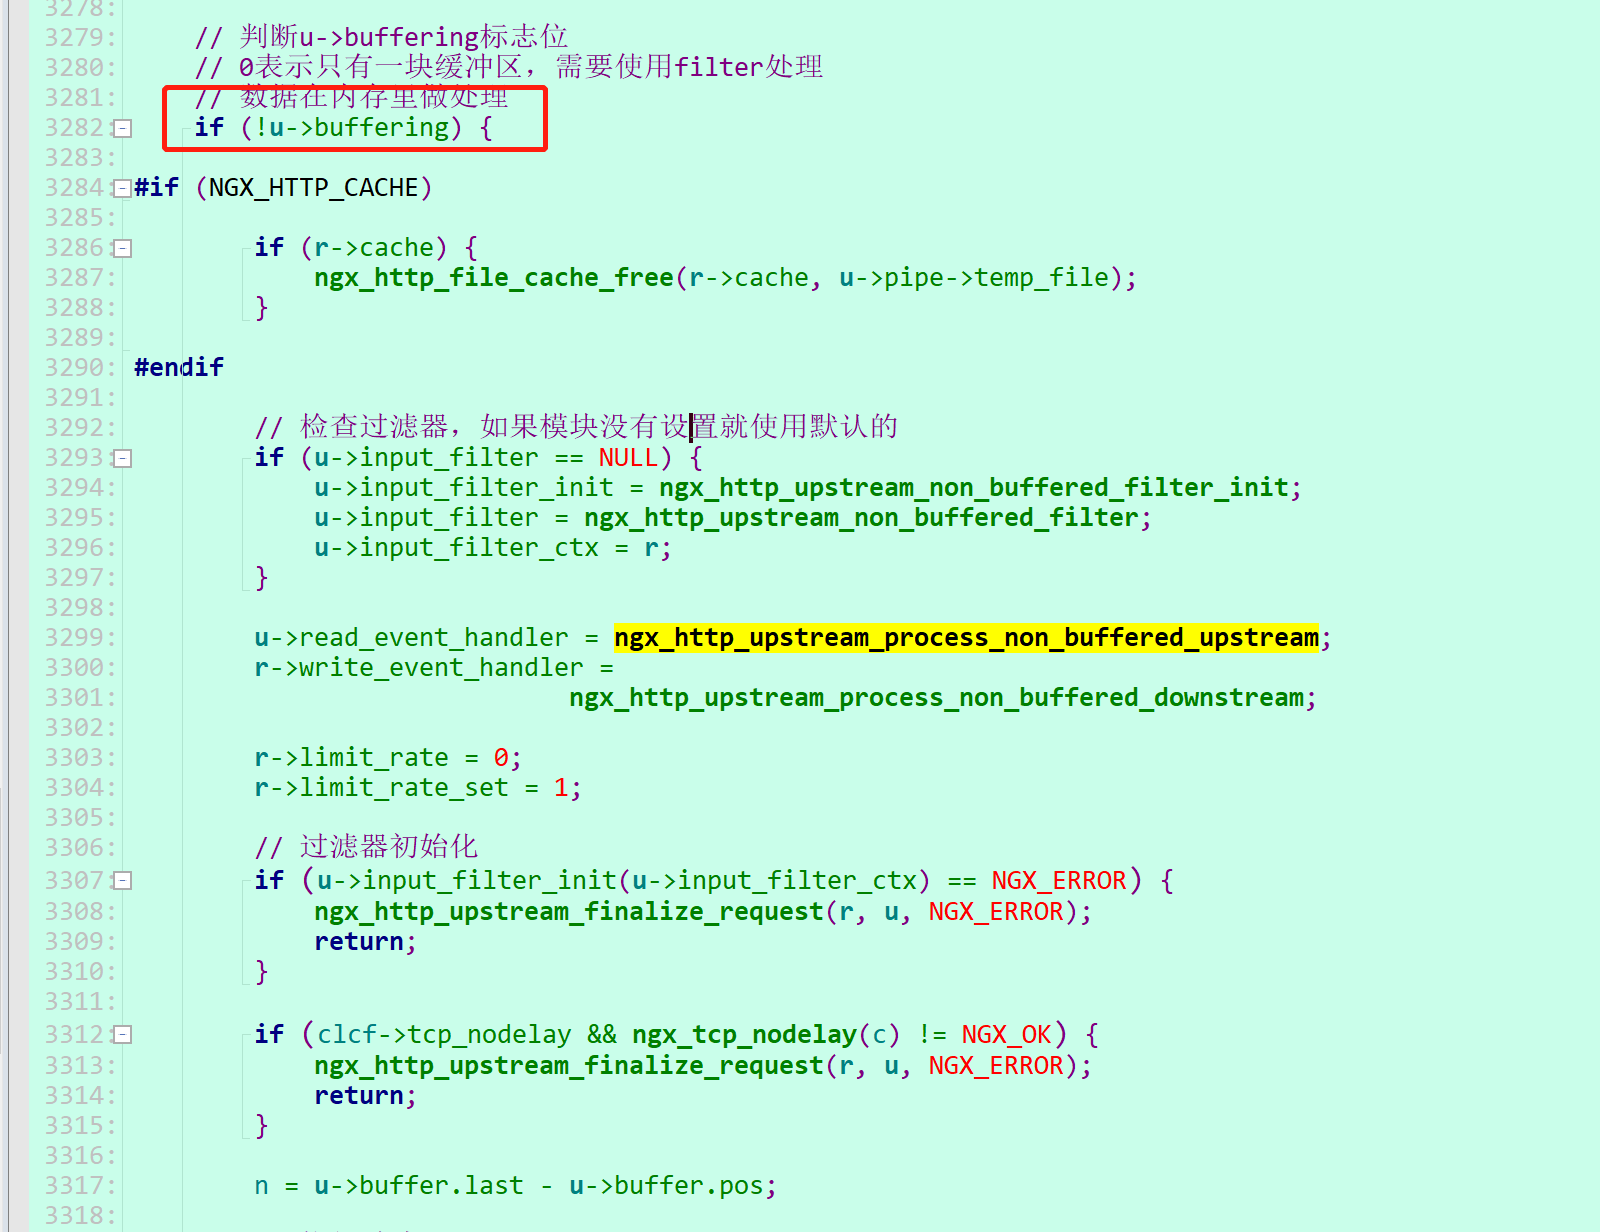 3278:
3279: // 判断u->buffering标志位
3280: // 0表示只有一块缓冲区，需要使用filter处理
3281: // 数据在内存里做处理
3282: if (!u->buffering) {
3283:
3284: #if (NGX_HTTP_CACHE)
3285:
3286: if (r->cache) {
3287: ngx_http_file_cache_free(r->cache, u->pipe->temp_file);
3288: }
3289:
3290: #endif
3291:
3292: // 检查过滤器，如果模块没有设置就使用默认的
3293: if (u->input_filter == NULL) {
3294: u->input_filter_init = ngx_http_upstream_non_buffered_filter_init;
3295: u->input_filter = ngx_http_upstream_non_buffered_filter;
3296: u->input_filter_ctx = r;
3297: }
3298:
3299: u->read_event_handler = ngx_http_upstream_process_non_buffered_upstream;
3300: r->write_event_handler =
3301: ngx_http_upstream_process_non_buffered_downstream;
3302:
3303: r->limit_rate = 0;
3304: r->limit_rate_set = 1;
3305:
3306: // 过滤器初始化
3307: if (u->input_filter_init(u->input_filter_ctx) == NGX_ERROR) {
3308: ngx_http_upstream_finalize_request(r, u, NGX_ERROR);
3309: return;
3310: }
3311:
3312: if (clcf->tcp_nodelay && ngx_tcp_nodelay(c) != NGX_OK) {
3313: ngx_http_upstream_finalize_request(r, u, NGX_ERROR);
3314: return;
3315: }
3316:
3317: n = u->buffer.last - u->buffer.pos;
3318: